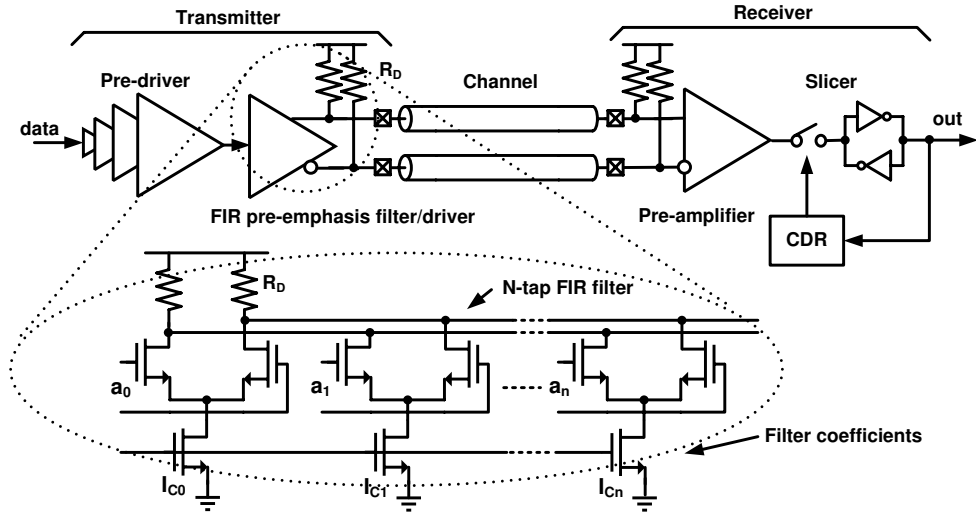 Transmitter
Receiver
R_D
Pre-driver
Channel
Slicer
data
out
FIR pre-emphasis filter/driver
Pre-amplifier
CDR
R_D
N-tap FIR filter
a_0
a_1
a_n
Filter coefficients
I_C0
I_C1
I_Cn